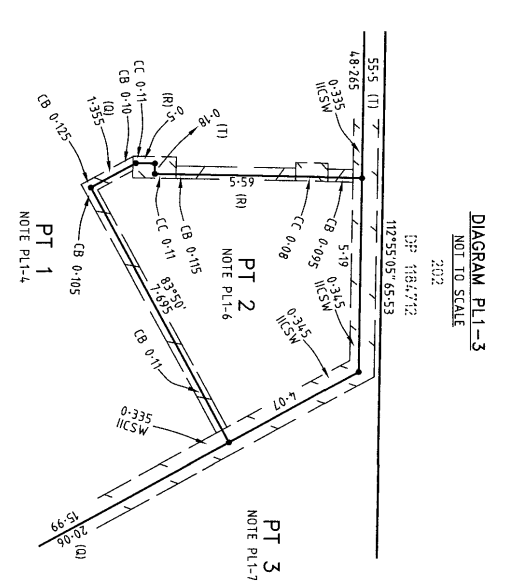 DIAGRAM PL1-3
NOT TO SCALE
202
DP 1184712
112°55'05" 65·53
55·5 (T)
48·265
0·335
IICSW
5·19
0·345
IICSW
0·345
IICSW
4·07
CB 0·095
CC 0·08
5·59
(R)
CB 0·115
CC 0·11
0·18 (T)
0·5
(R)
CC 0·11
CB 0·10
(Q)
1·355
CB 0·125
CB 0·105
PT 2
NOTE PL1-6
83°50'
7·695
CB 0·11
0·335
IICSW
PT 1
NOTE PL1-4
PT 3
NOTE PL1-7
15·99
20·06 (Q)